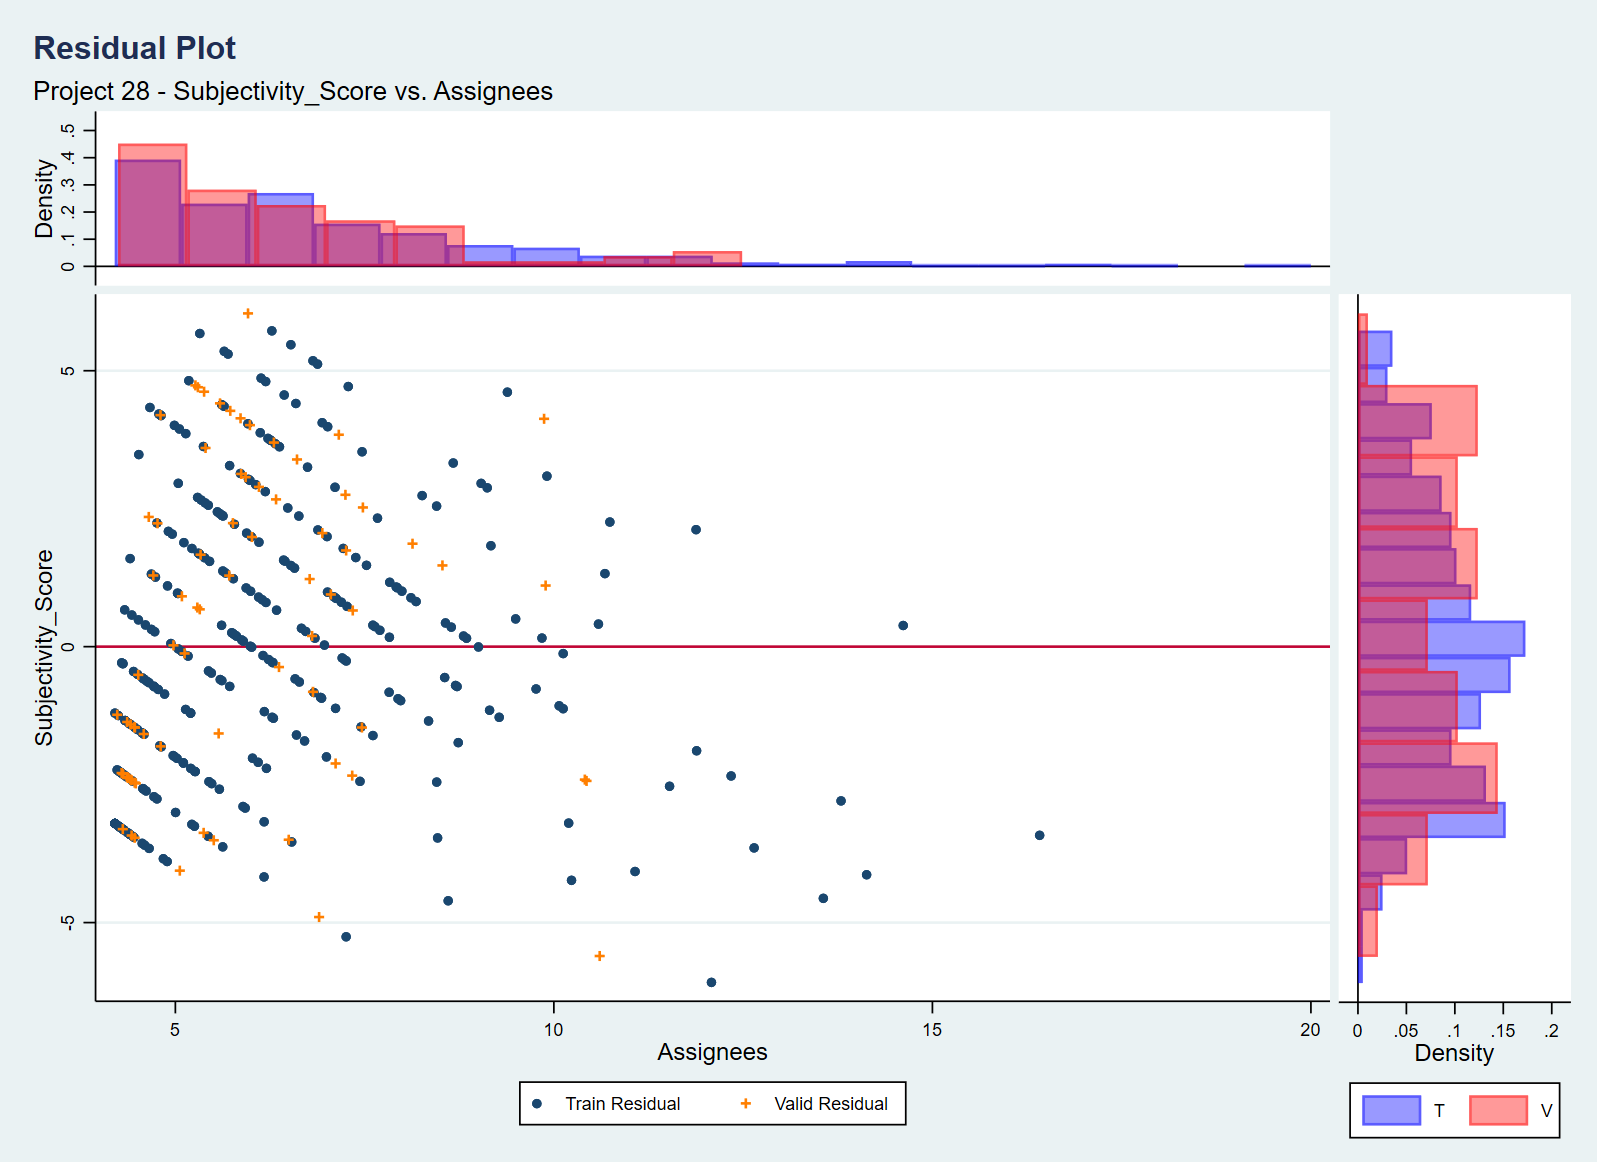 Residual Plot
Project 28 - Subjectivity_Score vs. Assignees
Density
0 .1 .2 .3 .4 .5
Subjectivity_Score
5
0
-5
5 10 15 20
Assignees
0 .05 .1 .15 .2
Density
Train Residual Valid Residual
T V